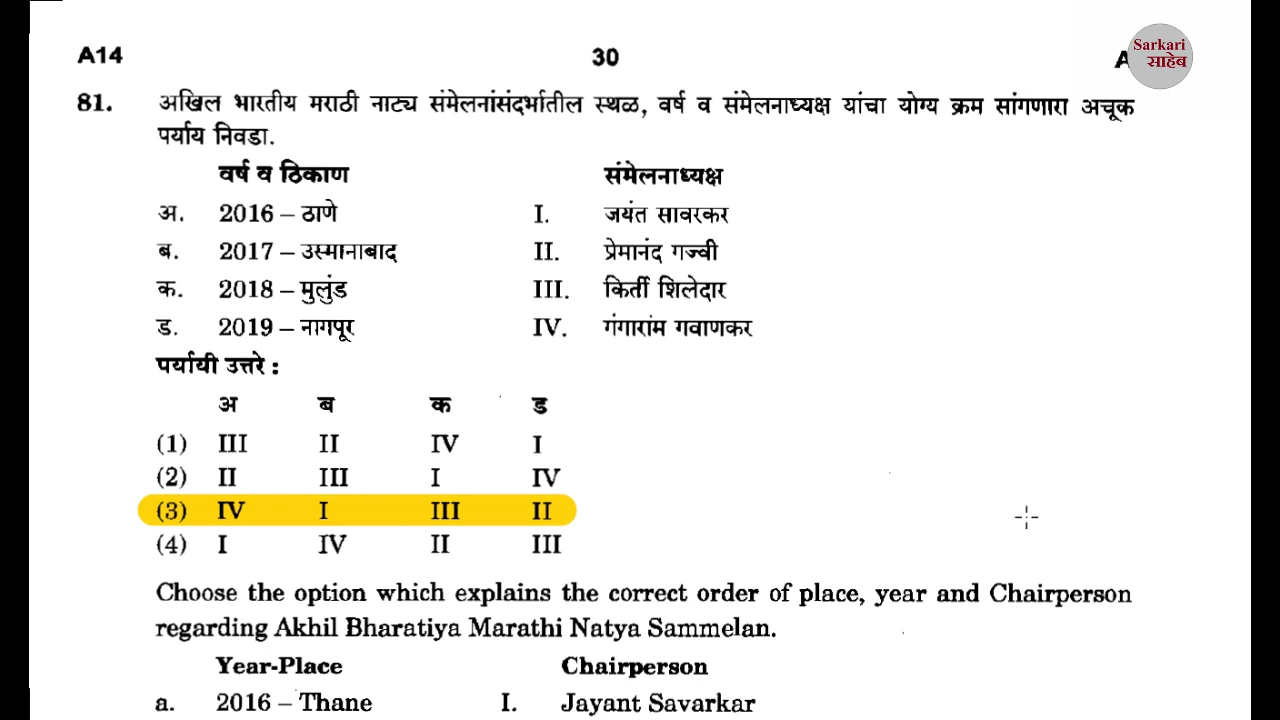 A14 30 A
Sarkari
साहेब
81. अखिल भारतीय मराठी नाट्य संमेलनांसंदर्भातील स्थळ, वर्ष व संमेलनाध्यक्ष यांचा योग्य क्रम सांगणारा अचूक
पर्याय निवडा.
वर्ष व ठिकाण संमेलनाध्यक्ष
अ. 2016 – ठाणे I. जयंत सावरकर
ब. 2017 – उस्मानाबाद II. प्रेमानंद गज्वी
क. 2018 – मुलुंड III. किर्ती शिलेदार
ड. 2019 – नागपूर IV. गंगाराम गवाणकर
पर्यायी उत्तरे :
अ ब क ड
(1) III II IV I
(2) II III I IV
(3) IV I III II
(4) I IV II III
Choose the option which explains the correct order of place, year and Chairperson
regarding Akhil Bharatiya Marathi Natya Sammelan.
Year-Place Chairperson
a. 2016 – Thane I. Jayant Savarkar